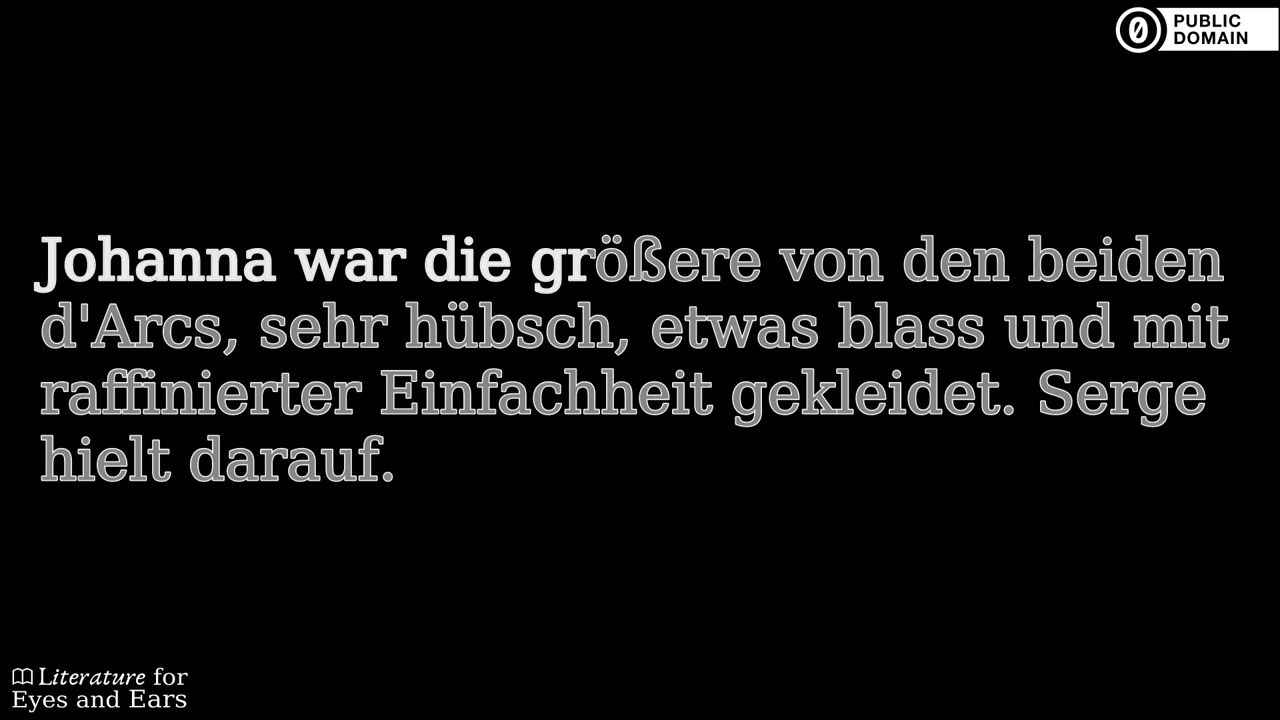 PUBLIC
DOMAIN
Johanna war die größere von den beiden
d'Arcs, sehr hübsch, etwas blass und mit
raffinierter Einfachheit gekleidet. Serge
hielt darauf.
Literature for
Eyes and Ears